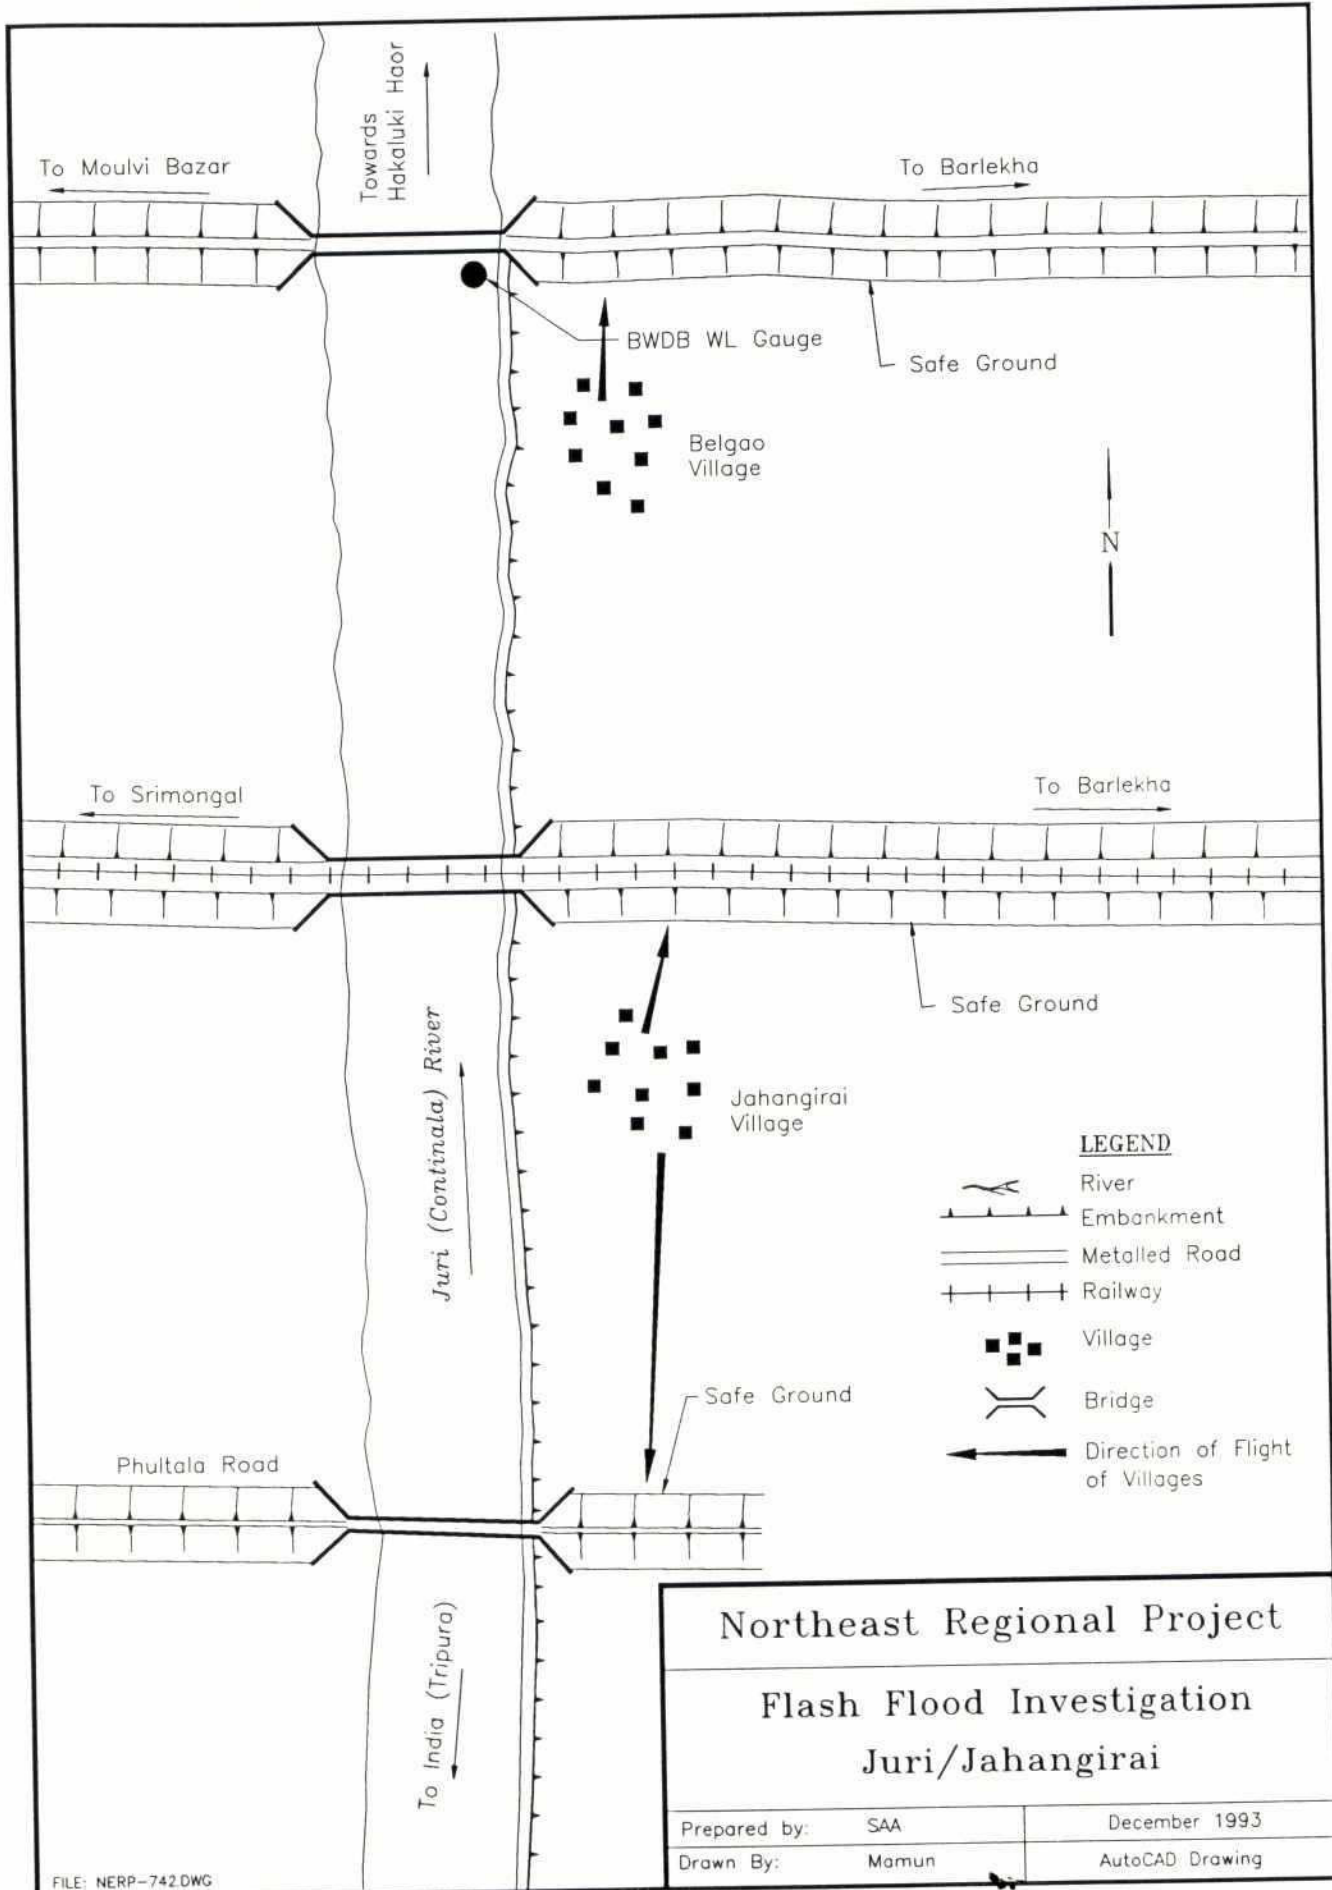 Towards
Hakaluki Haor
To Moulvi Bazar
To Barlekha
BWDB WL Gauge
Safe Ground
Belgao
Village
N
To Srimongal
To Barlekha
Safe Ground
Juri (Continala) River
Jahangirai
Village
LEGEND
River
Embankment
Metalled Road
Railway
Village
Bridge
Direction of Flight
of Villages
Safe Ground
Phultala Road
To India (Tripura)
Northeast Regional Project
Flash Flood Investigation
Juri/Jahangirai
Prepared by: SAA December 1993
Drawn By: Mamun AutoCAD Drawing
FILE: NERP-742.DWG